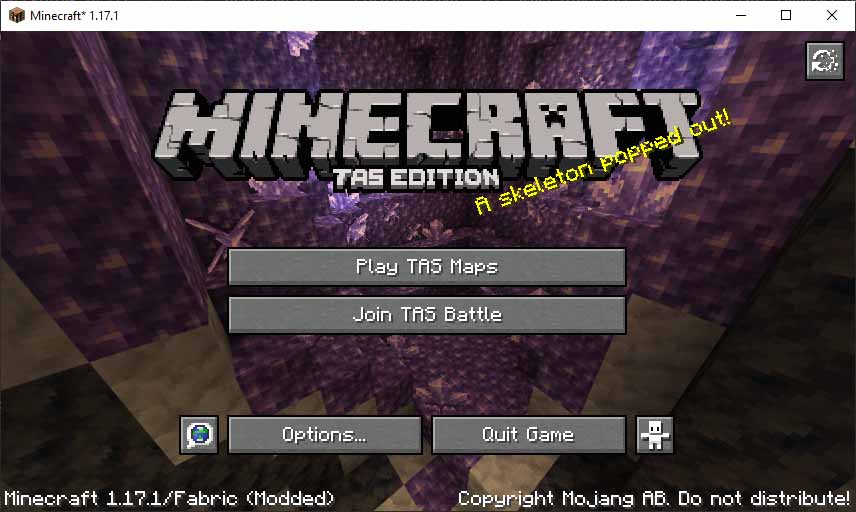 Minecraft* 1.17.1
MINECRAFT
TAS EDITION
A skeleton popped out!
Play TAS Maps
Join TAS Battle
Options...
Quit Game
Minecraft 1.17.1/Fabric (Modded)
Copyright Mojang AB. Do not distribute!